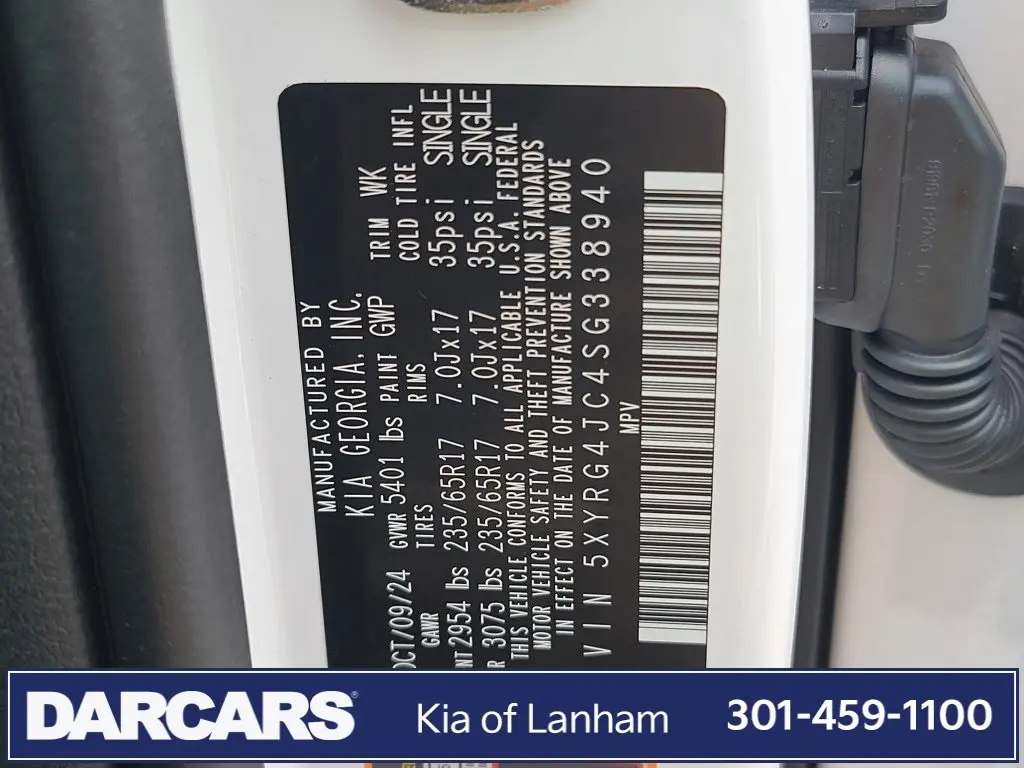 MANUFACTURED BY
KIA GEORGIA, INC.
OCT/09/24 GVWR 5401 lbs PAINT GWP TRIM WK
GAWR TIRES RIMS COLD TIRE INFL
NT 2954 lbs 235/65R17 7.0Jx17 35psi SINGLE
R 3075 lbs 235/65R17 7.0Jx17 35psi SINGLE
THIS VEHICLE CONFORMS TO ALL APPLICABLE U.S.A. FEDERAL
MOTOR VEHICLE SAFETY AND THEFT PREVENTION STANDARDS
IN EFFECT ON THE DATE OF MANUFACTURE SHOWN ABOVE
VIN 5XYRG4JC4SG338940
MPV
DARCARS®
Kia of Lanham
301-459-1100